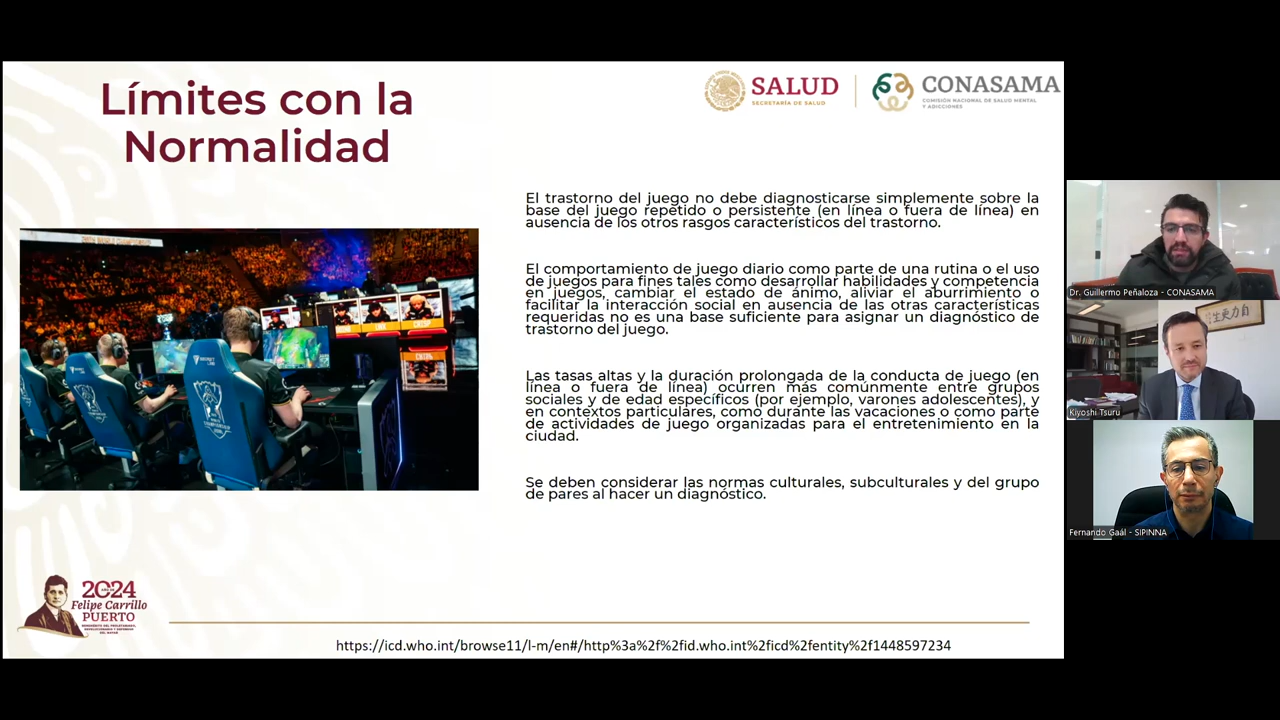 Límites con la
Normalidad
SALUD
SECRETARÍA DE SALUD
CONASAMA
COMISIÓN NACIONAL DE SALUD MENTAL
Y ADICCIONES
El trastorno del juego no debe diagnosticarse simplemente sobre la
base del juego repetido o persistente (en línea o fuera de línea) en
ausencia de los otros rasgos característicos del trastorno.
El comportamiento de juego diario como parte de una rutina o el uso
de juegos para fines tales como desarrollar habilidades y competencia
en juegos, cambiar el estado de ánimo, aliviar el aburrimiento o
facilitar la interacción social en ausencia de las otras características
requeridas no es una base suficiente para asignar un diagnóstico de
trastorno del juego.
Las tasas altas y la duración prolongada de la conducta de juego (en
línea o fuera de línea) ocurren más comúnmente entre grupos
sociales y de edad específicos (por ejemplo, varones adolescentes), y
en contextos particulares, como durante las vacaciones o como parte
de actividades de juego organizadas para el entretenimiento en la
ciudad.
Se deben considerar las normas culturales, subculturales y del grupo
de pares al hacer un diagnóstico.
2024
AÑO DE
Felipe Carrillo
PUERTO
BENEMÉRITO DEL PROLETARIADO,
REVOLUCIONARIO Y DEFENSOR
DEL MAYAB
https://icd.who.int/browse11/l-m/en#/http%3a%2f%2fid.who.int%2ficd%2fentity%2f1448597234
Dr. Guillermo Peñaloza - CONASAMA
Kiyoshi Tsuru
Fernando Gaál - SIPINNA